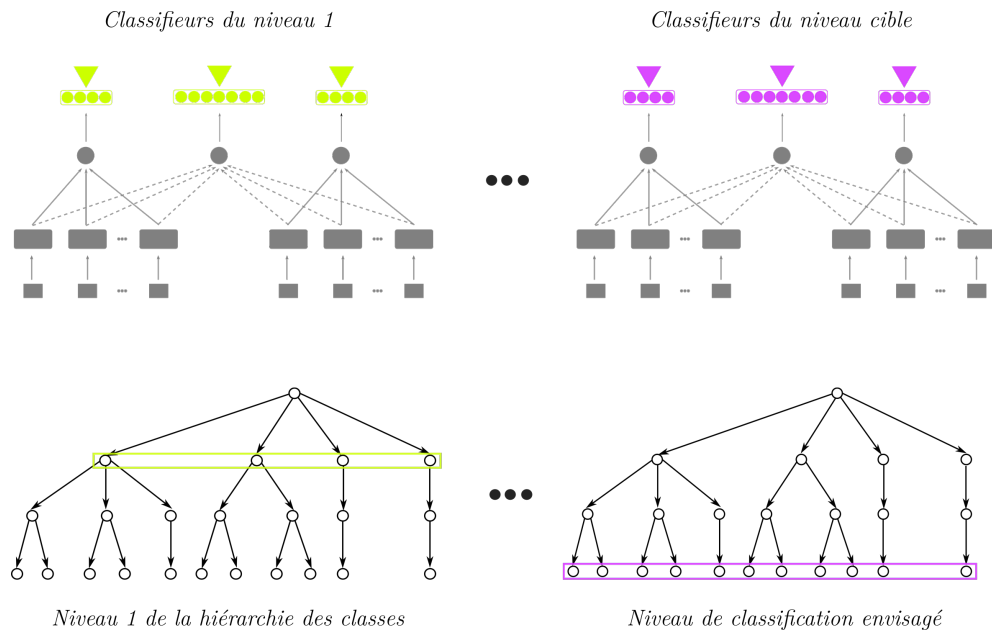 Classifieurs du niveau 1
Classifieurs du niveau cible
Niveau 1 de la hiérarchie des classes
Niveau de classification envisagé